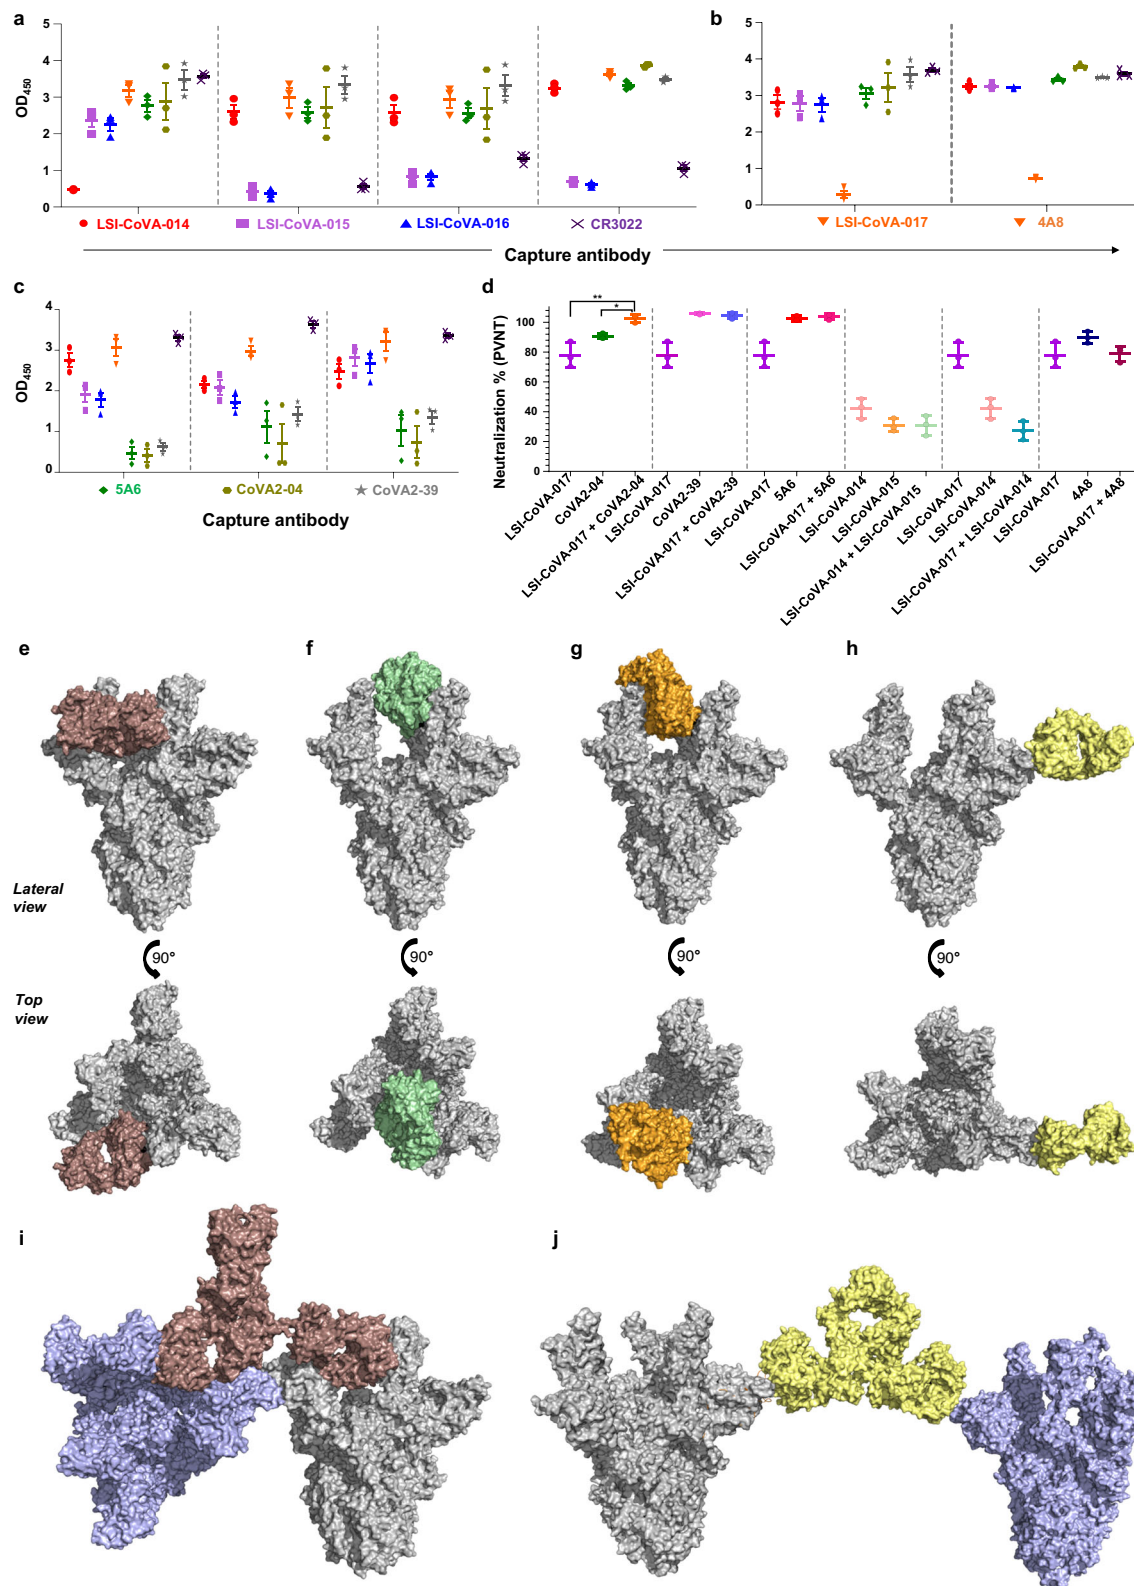 a
OD450
5
4
3
2
1
0
LSI-CoVA-014
LSI-CoVA-015
LSI-CoVA-016
CR3022
b
5
4
3
2
1
0
LSI-CoVA-017
4A8
Capture antibody
c
OD450
4
3
2
1
0
5A6
CoVA2-04
CoVA2-39
Capture antibody
d
Neutralization % (PVNT)
100
80
60
40
20
0
**
*
LSI-CoVA-017
CoVA2-04
LSI-CoVA-017 + CoVA2-04
LSI-CoVA-017
CoVA2-39
LSI-CoVA-017 + CoVA2-39
LSI-CoVA-017
5A6
LSI-CoVA-017 + 5A6
LSI-CoVA-014
LSI-CoVA-015
LSI-CoVA-014 + LSI-CoVA-015
LSI-CoVA-017
LSI-CoVA-014
LSI-CoVA-017 + LSI-CoVA-014
LSI-CoVA-017
4A8
LSI-CoVA-017 + 4A8
e
f
g
h
Lateral
view
90°
90°
90°
90°
Top
view
i
j